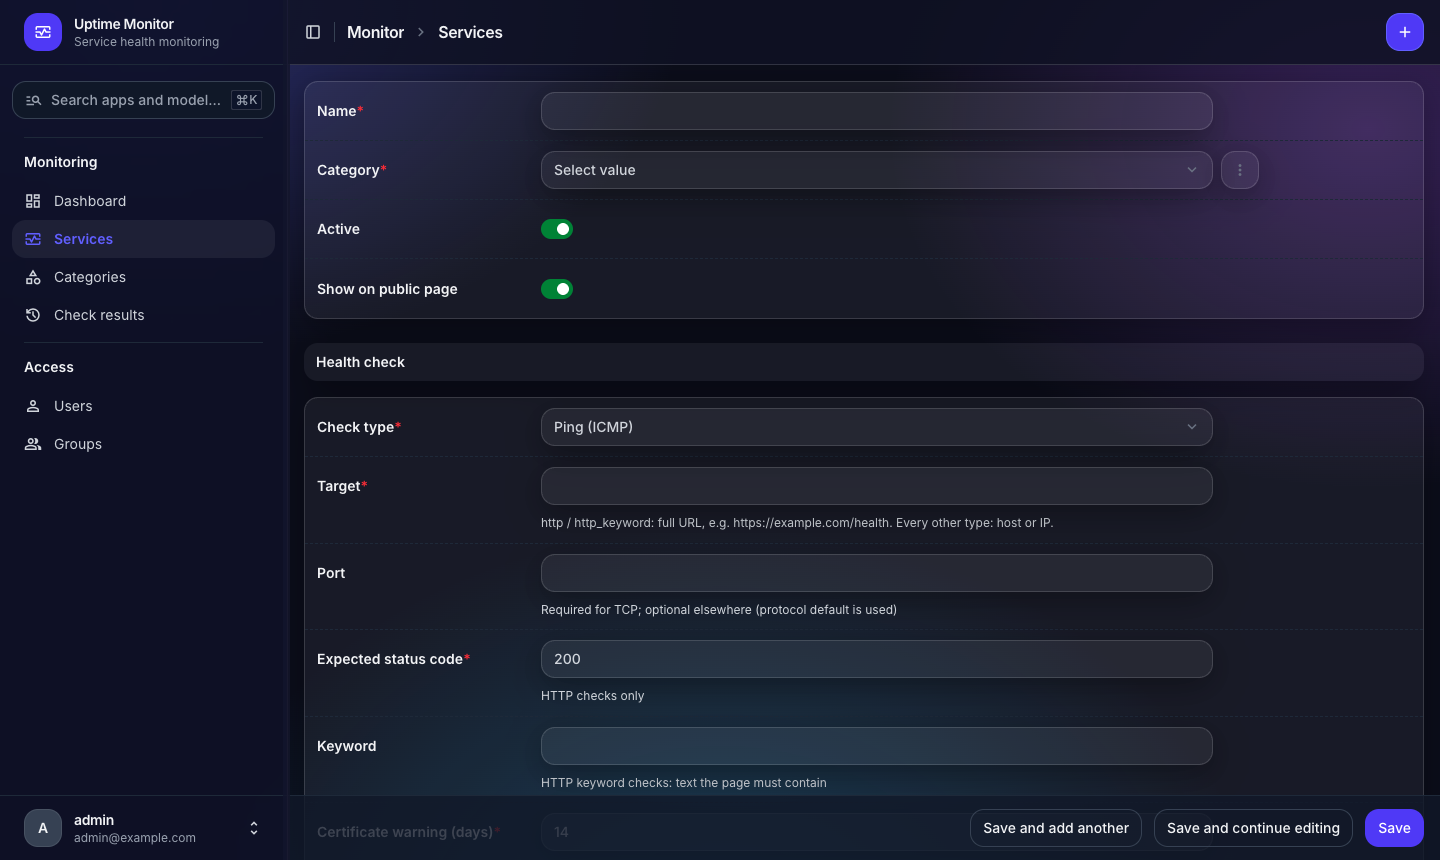 Uptime Monitor
Service health monitoring
Search apps and model... ⌘K
Monitoring
Dashboard
Services
Categories
Check results
Access
Users
Groups
A
admin
admin@example.com
Monitor > Services
Name*
Category*
Select value
Active
Show on public page
Health check
Check type*
Ping (ICMP)
Target*
http / http_keyword: full URL, e.g. https://example.com/health. Every other type: host or IP.
Port
Required for TCP; optional elsewhere (protocol default is used)
Expected status code*
200
HTTP checks only
Keyword
HTTP keyword checks: text the page must contain
Certificate warning (days)*
14
Save and add another
Save and continue editing
Save